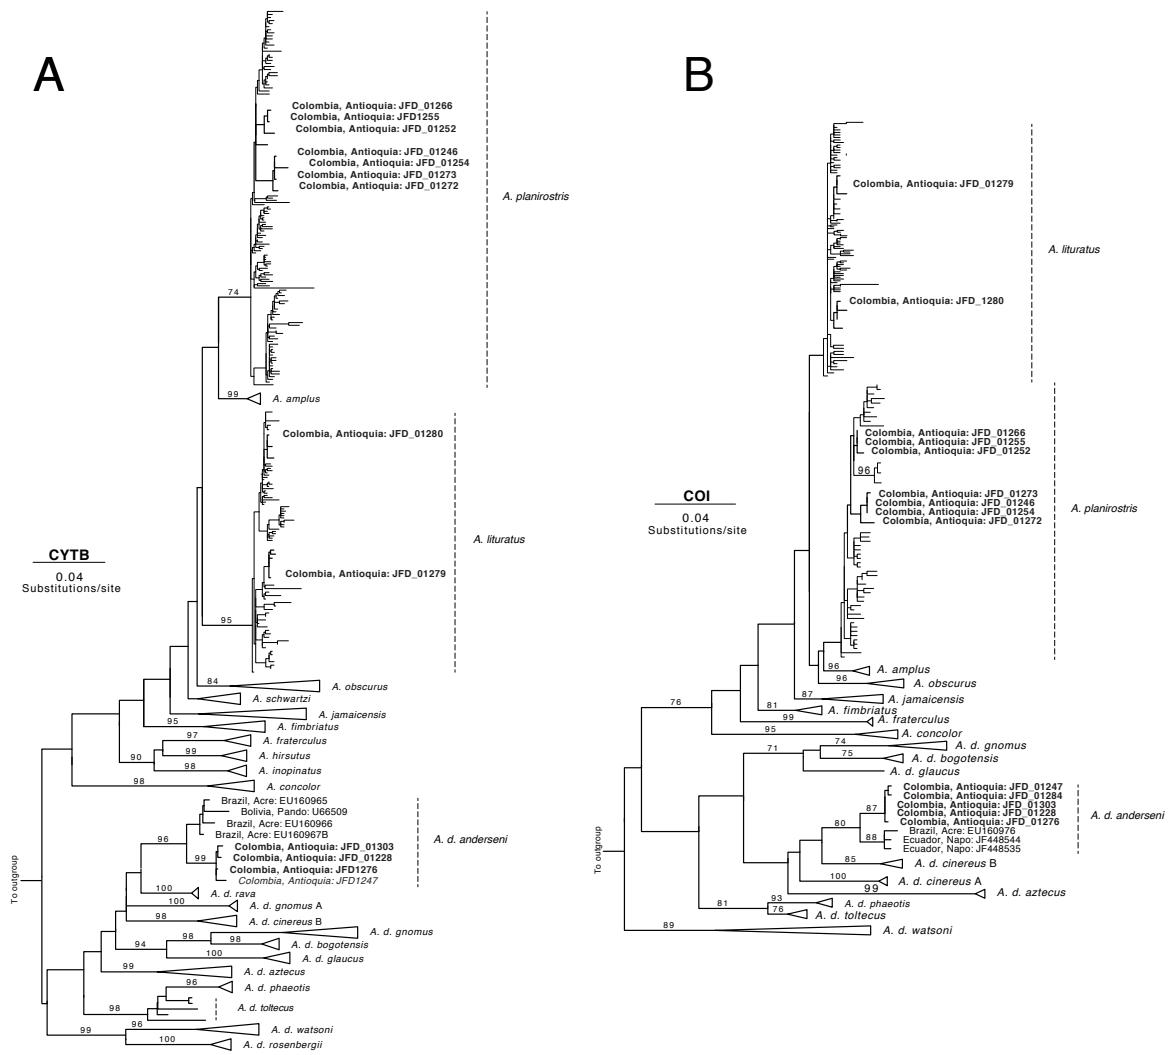 A
Colombia, Antioquia: JFD_01266
Colombia, Antioquia: JFD1255
Colombia, Antioquia: JFD_01252
Colombia, Antioquia: JFD_01246
Colombia, Antioquia: JFD_01254
Colombia, Antioquia: JFD_01273
Colombia, Antioquia: JFD_01272
A. planirostris
74
99
A. amplus
Colombia, Antioquia: JFD_01280
A. lituratus
CYTB
0.04
Substitutions/site
Colombia, Antioquia: JFD_01279
95
84
A. obscurus
A. schwartzi
A. jamaicensis
95
A. fimbriatus
97
A. fraterculus
99
A. hirsutus
90
98
A. inopinatus
98
A. concolor
Brazil, Acre: EU160965
Bolivia, Pando: U66509
Brazil, Acre: EU160966
Brazil, Acre: EU160967B
96
A. d. anderseni
Colombia, Antioquia: JFD_01303
99
Colombia, Antioquia: JFD_01228
Colombia, Antioquia: JFD1276
Colombia, Antioquia: JFD1247
To outgroup
100
A. d. rava
100
A. d. gnomus A
98
A. d. cinereus B
98
A. d. gnomus
94
98
A. d. bogotensis
100
A. d. glaucus
99
A. d. aztecus
96
A. d. phaeotis
98
A. d. toltecus
96
A. d. watsoni
99
100
A. d. rosenbergii
B
Colombia, Antioquia: JFD_01279
A. lituratus
Colombia, Antioquia: JFD_1280
Colombia, Antioquia: JFD_01266
Colombia, Antioquia: JFD_01255
Colombia, Antioquia: JFD_01252
96
COI
0.04
Substitutions/site
Colombia, Antioquia: JFD_01273
Colombia, Antioquia: JFD_01246
Colombia, Antioquia: JFD_01254
Colombia, Antioquia: JFD_01272
A. planirostris
96
A. amplus
96
A. obscurus
87
A. jamaicensis
76
81
A. fimbriatus
99
A. fraterculus
95
A. concolor
74
A. d. gnomus
71
75
A. d. bogotensis
A. d. glaucus
Colombia, Antioquia: JFD_01247
Colombia, Antioquia: JFD_01284
87
Colombia, Antioquia: JFD_01303
Colombia, Antioquia: JFD_01228
Colombia, Antioquia: JFD_01276
A. d. anderseni
80
Brazil, Acre: EU160976
88
Ecuador, Napo: JF448544
Ecuador, Napo: JF448535
85
A. d. cinereus B
To outgroup
100
A. d. cinereus A
99
A. d. aztecus
93
A. d. phaeotis
81
76
A. d. toltecus
89
A. d. watsoni